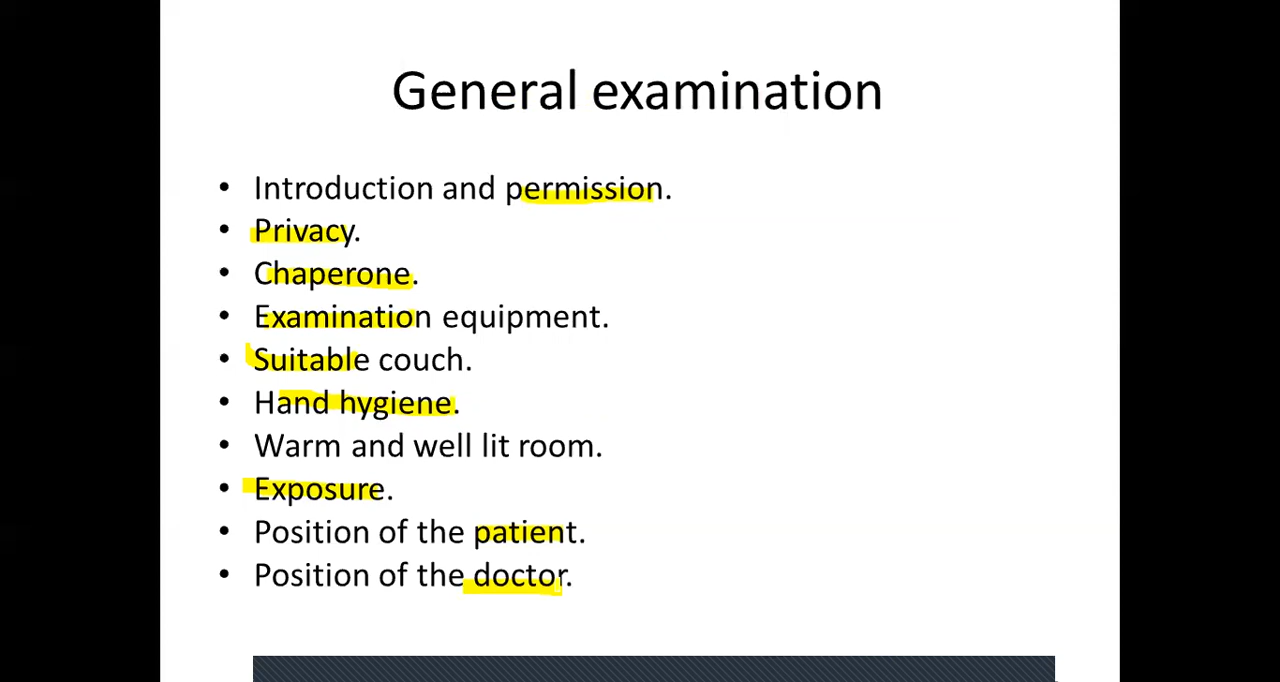 General examination
• Introduction and permission.
• Privacy.
• Chaperone.
• Examination equipment.
• Suitable couch.
• Hand hygiene.
• Warm and well lit room.
• Exposure.
• Position of the patient.
• Position of the doctor.